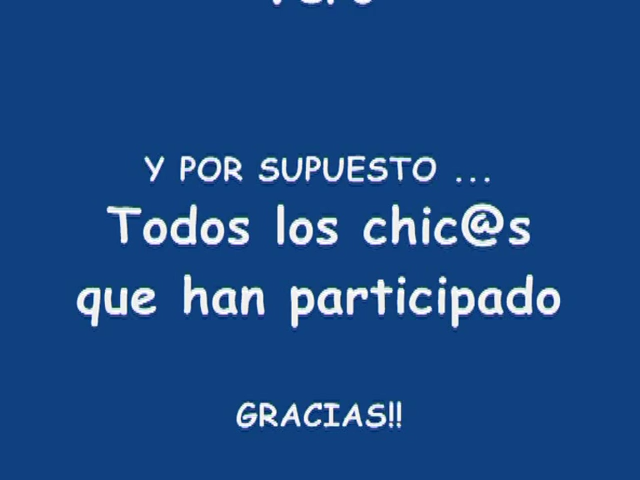 Y POR SUPUESTO ...
Todos los chic@s
que han participado
GRACIAS!!